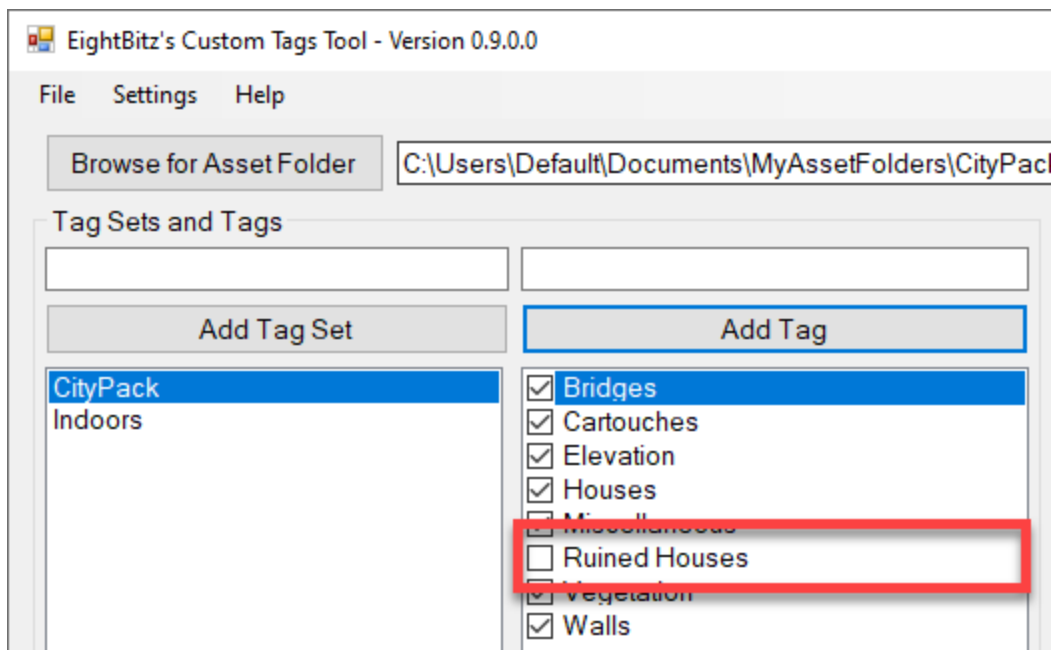 EightBitz's Custom Tags Tool - Version 0.9.0.0
File Settings Help
Browse for Asset Folder C:\Users\Default\Documents\MyAssetFolders\CityPack
Tag Sets and Tags
Add Tag Set Add Tag
CityPack
Indoors
Bridges
Cartouches
Elevation
Houses
Miscellaneous
Ruined Houses
Vegetation
Walls